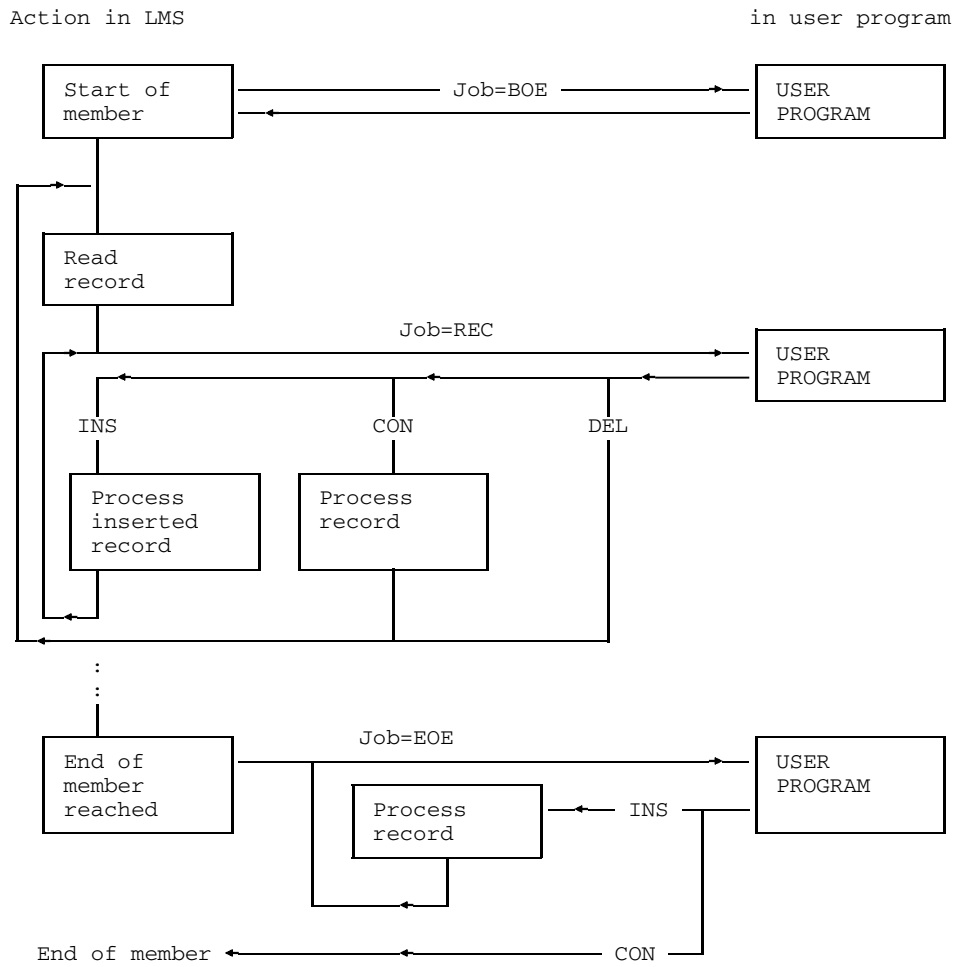 Action in LMS
in user program
Start of
member
Job=BOE
USER
PROGRAM
Read
record
Job=REC
USER
PROGRAM
INS
CON
DEL
Process
inserted
record
Process
record
:
:
Job=EOE
End of
member
reached
USER
PROGRAM
Process
record
INS
End of member
CON